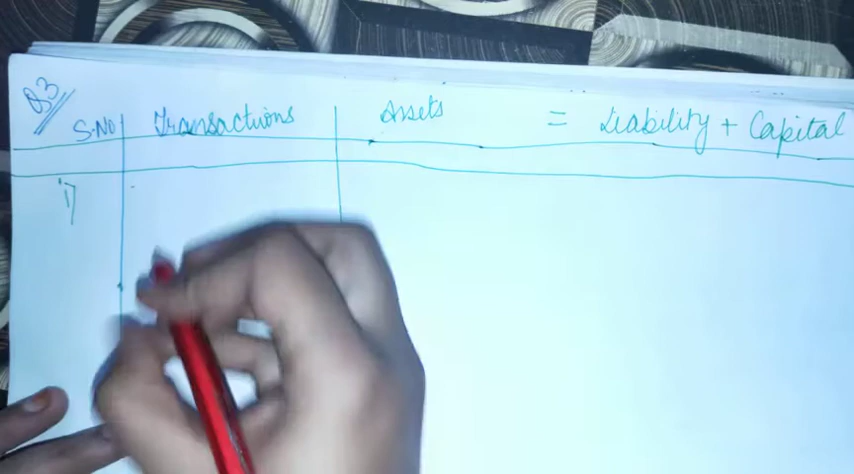 Q3
S.No Transactions Assets = Liability + Capital
1)